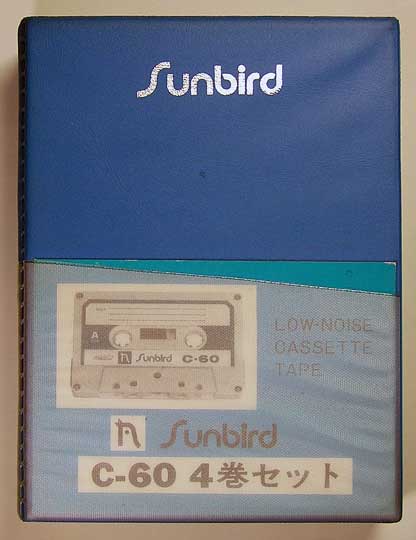 Sunbird
LOW-NOISE
CASSETTE
TAPE
A
Sunbird C-60
Sunbird
C-60 4巻セット